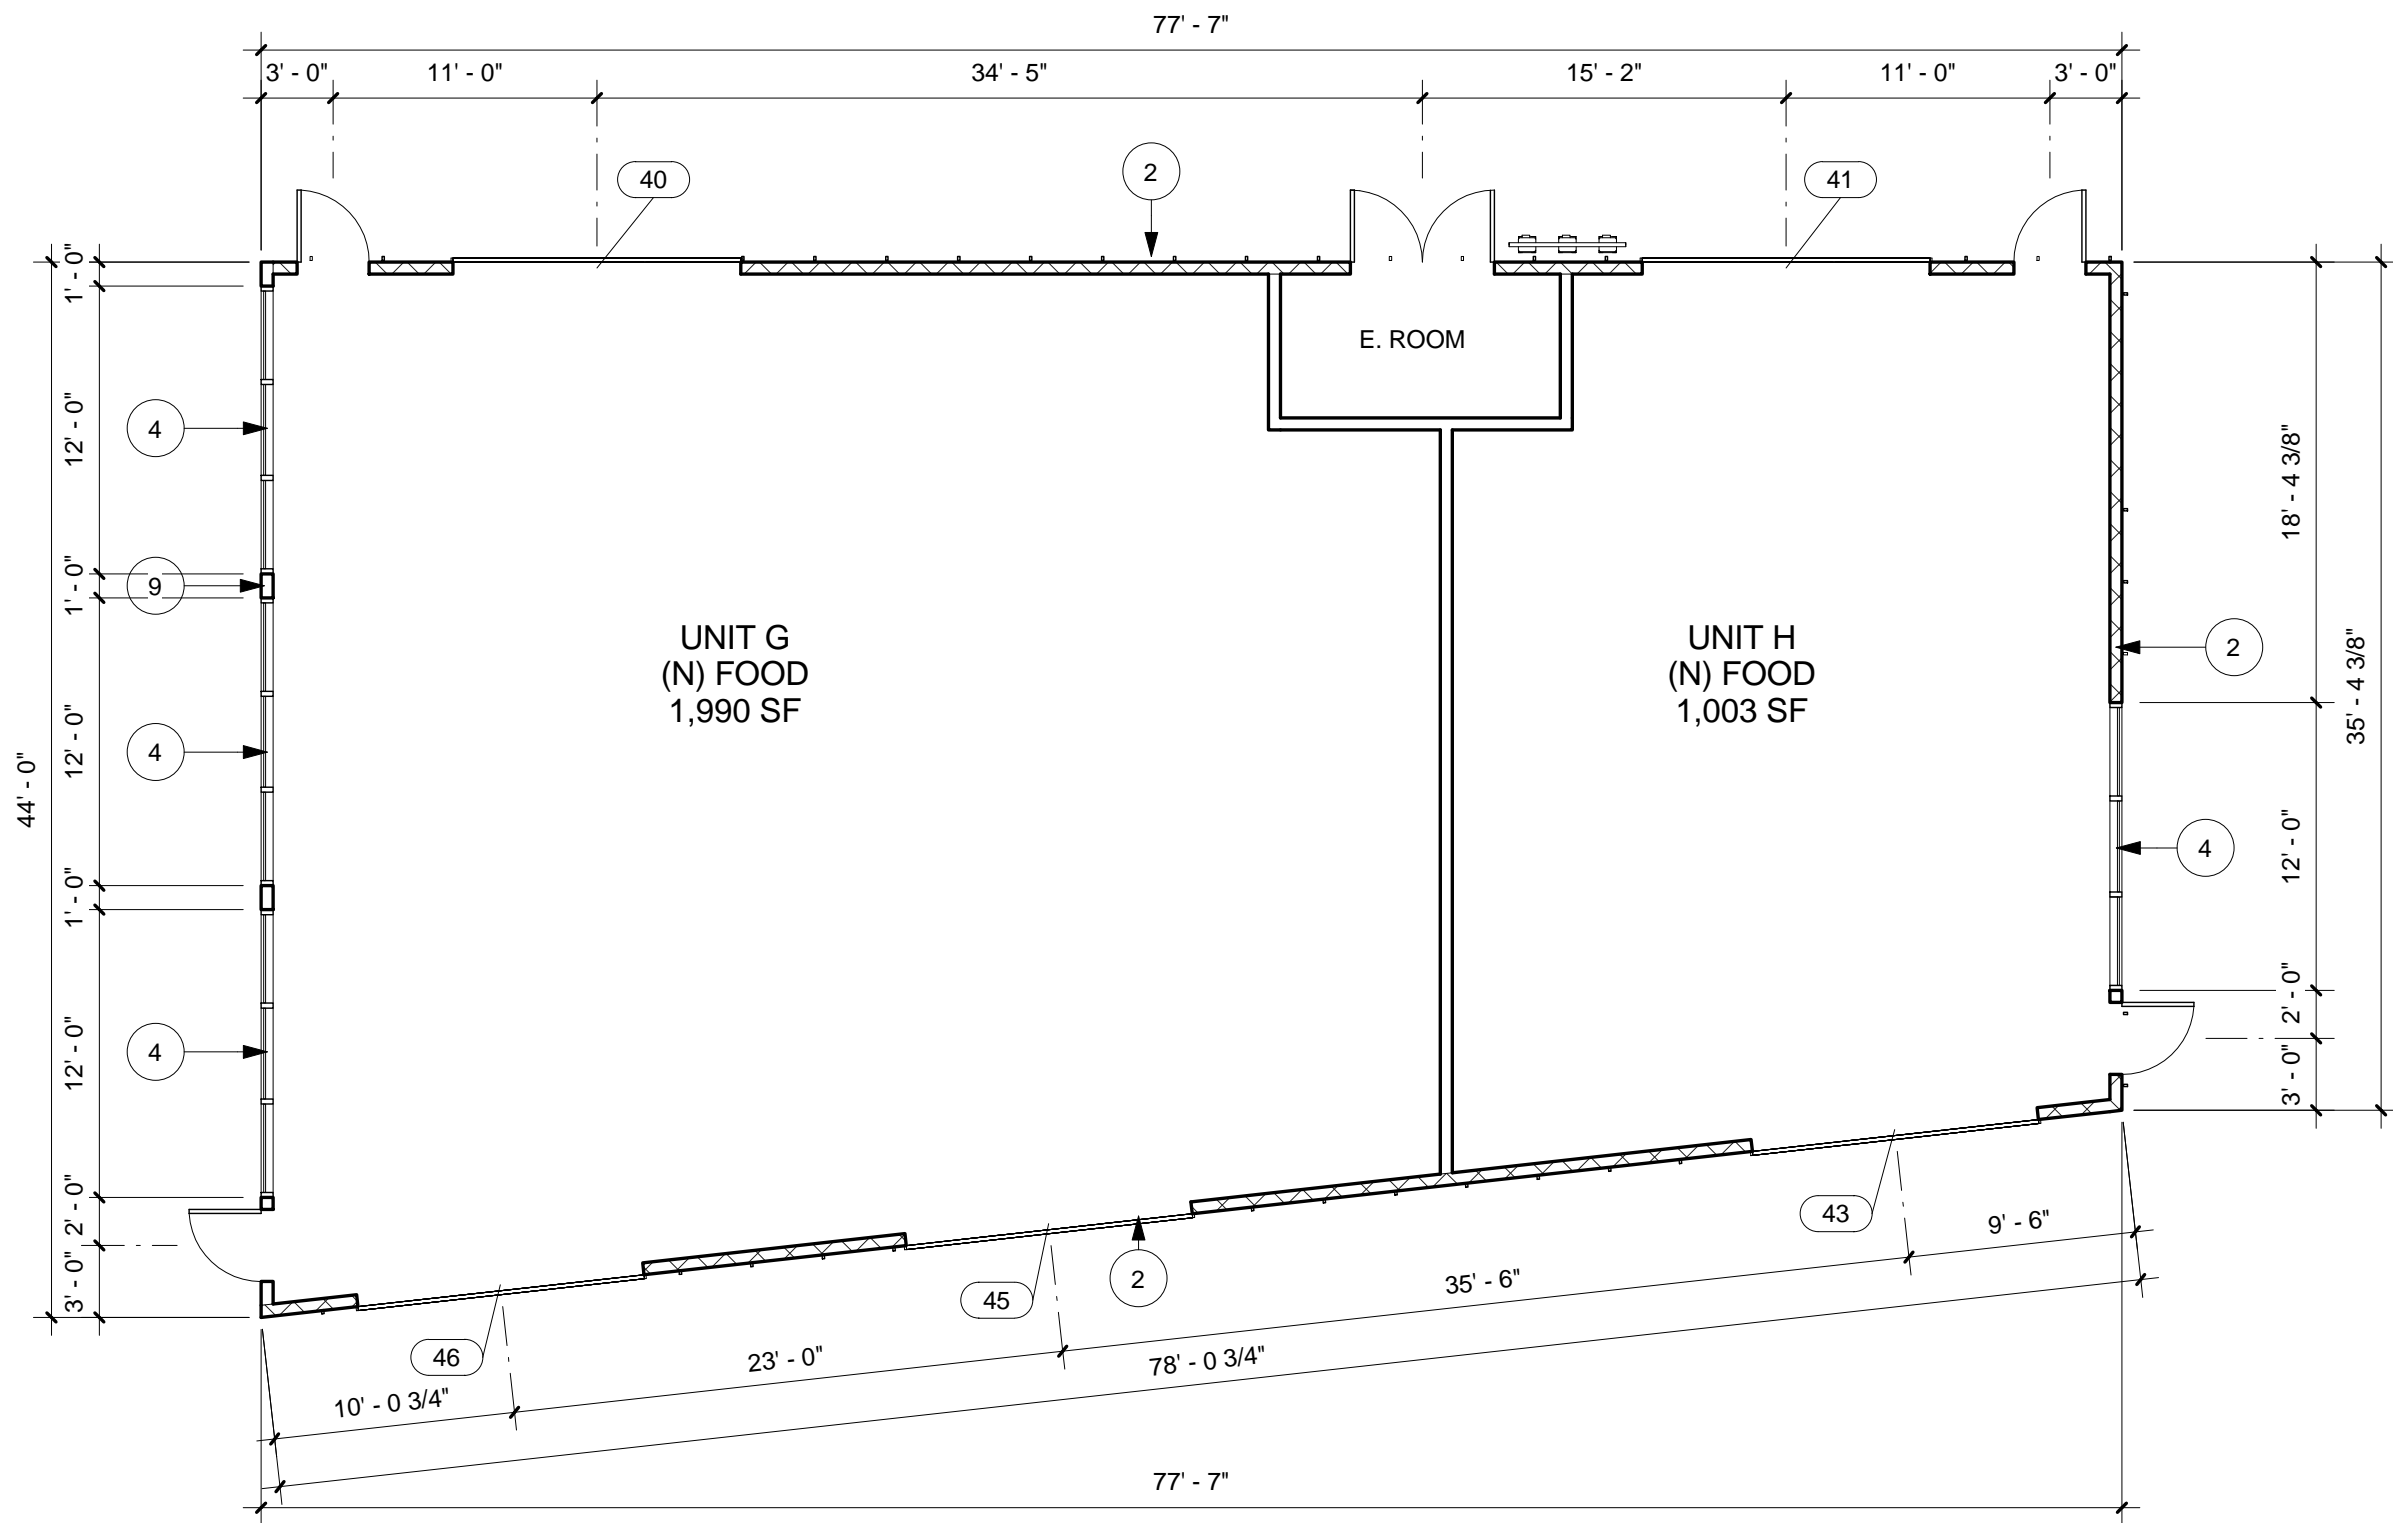 77' - 7"
3' - 0"
11' - 0"
34' - 5"
15' - 2"
11' - 0"
3' - 0"
40
2
41
1' - 0"
E. ROOM
12' - 0"
4
18' - 4 3/8"
1' - 0"
9
UNIT G
(N) FOOD
1,990 SF
UNIT H
(N) FOOD
1,003 SF
2
35' - 4 3/8"
44' - 0"
12' - 0"
4
12' - 0"
4
1' - 0"
2' - 0"
12' - 0"
4
3' - 0"
2' - 0"
3' - 0"
43
9' - 6"
45
2
35' - 6"
46
23' - 0"
78' - 0 3/4"
10' - 0 3/4"
77' - 7"